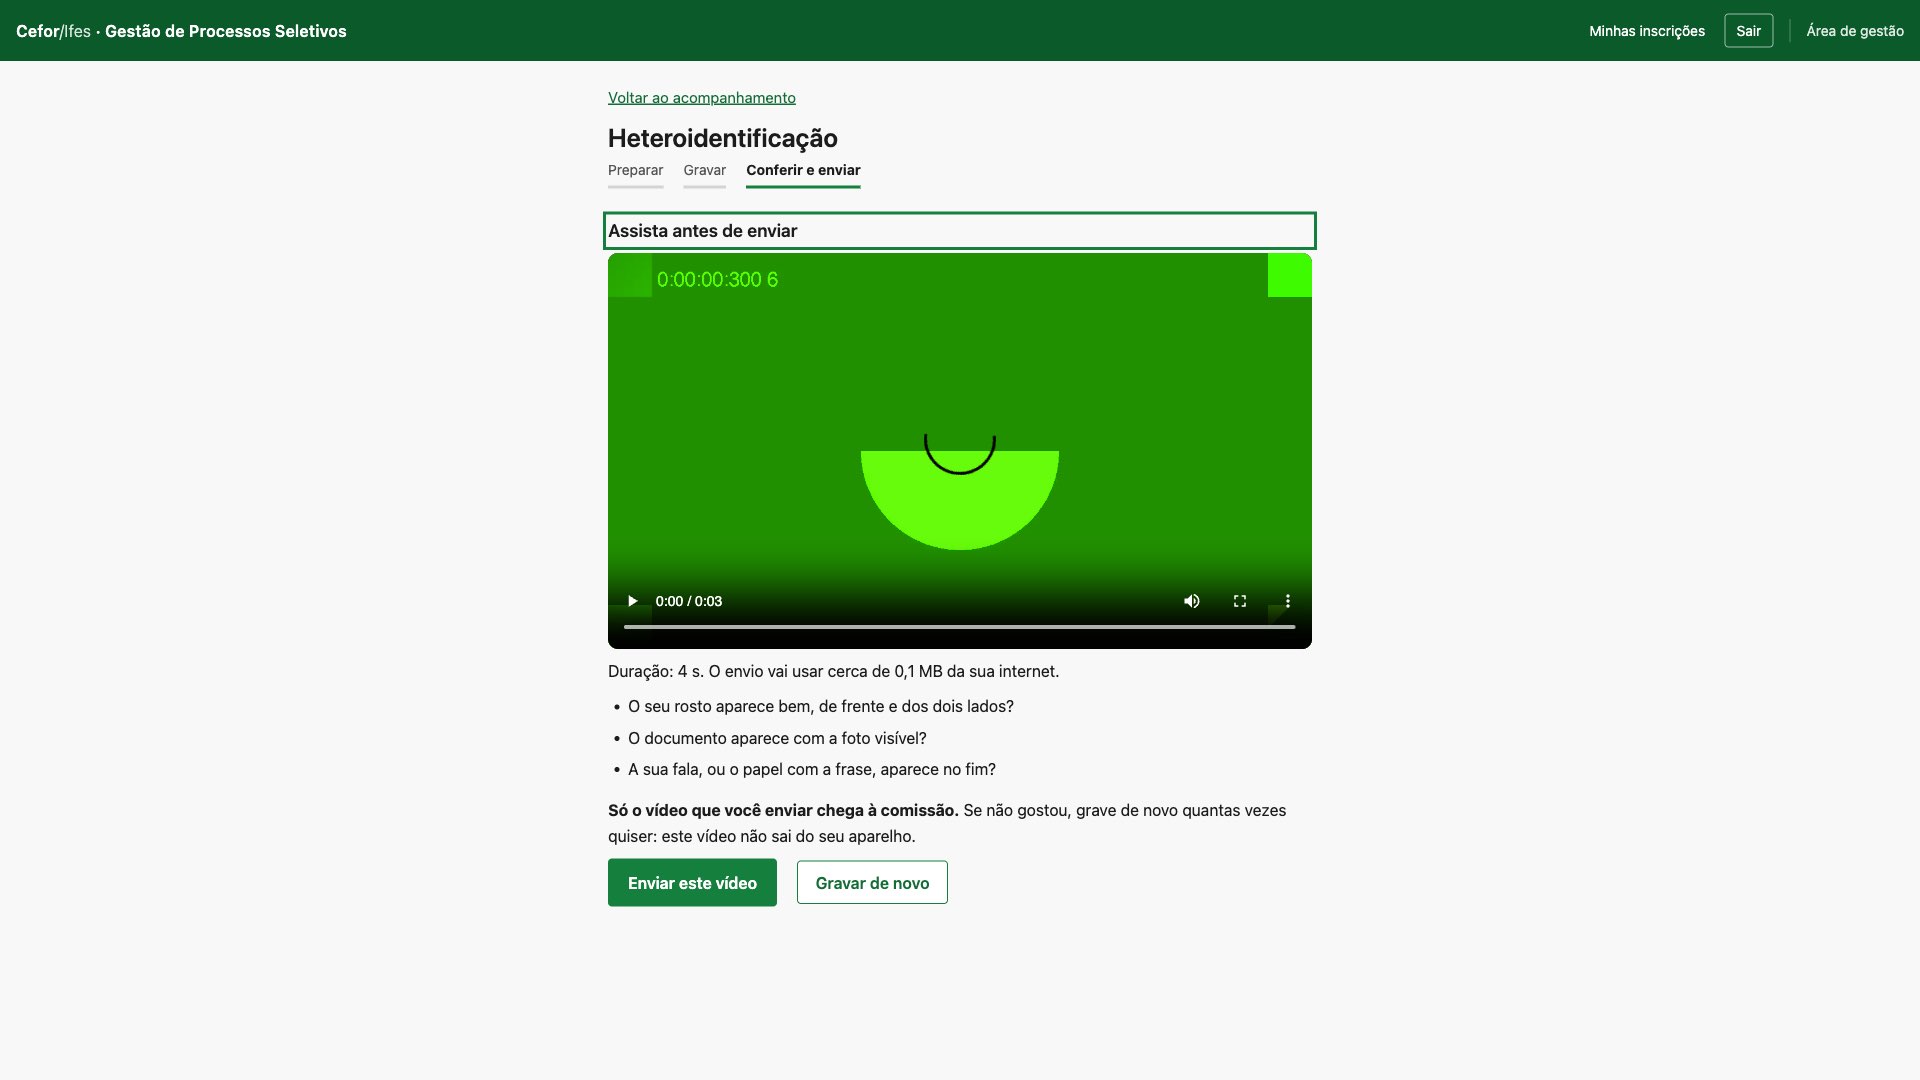 Cefor/Ifes · Gestão de Processos Seletivos
Minhas inscrições
Sair
Área de gestão
Voltar ao acompanhamento
Heteroidentificação
Preparar
Gravar
Conferir e enviar
Assista antes de enviar
0:00:00:300 6
0:00 / 0:03
Duração: 4 s. O envio vai usar cerca de 0,1 MB da sua internet.
• O seu rosto aparece bem, de frente e dos dois lados?
• O documento aparece com a foto visível?
• A sua fala, ou o papel com a frase, aparece no fim?
Só o vídeo que você enviar chega à comissão. Se não gostou, grave de novo quantas vezes
quiser: este vídeo não sai do seu aparelho.
Enviar este vídeo
Gravar de novo